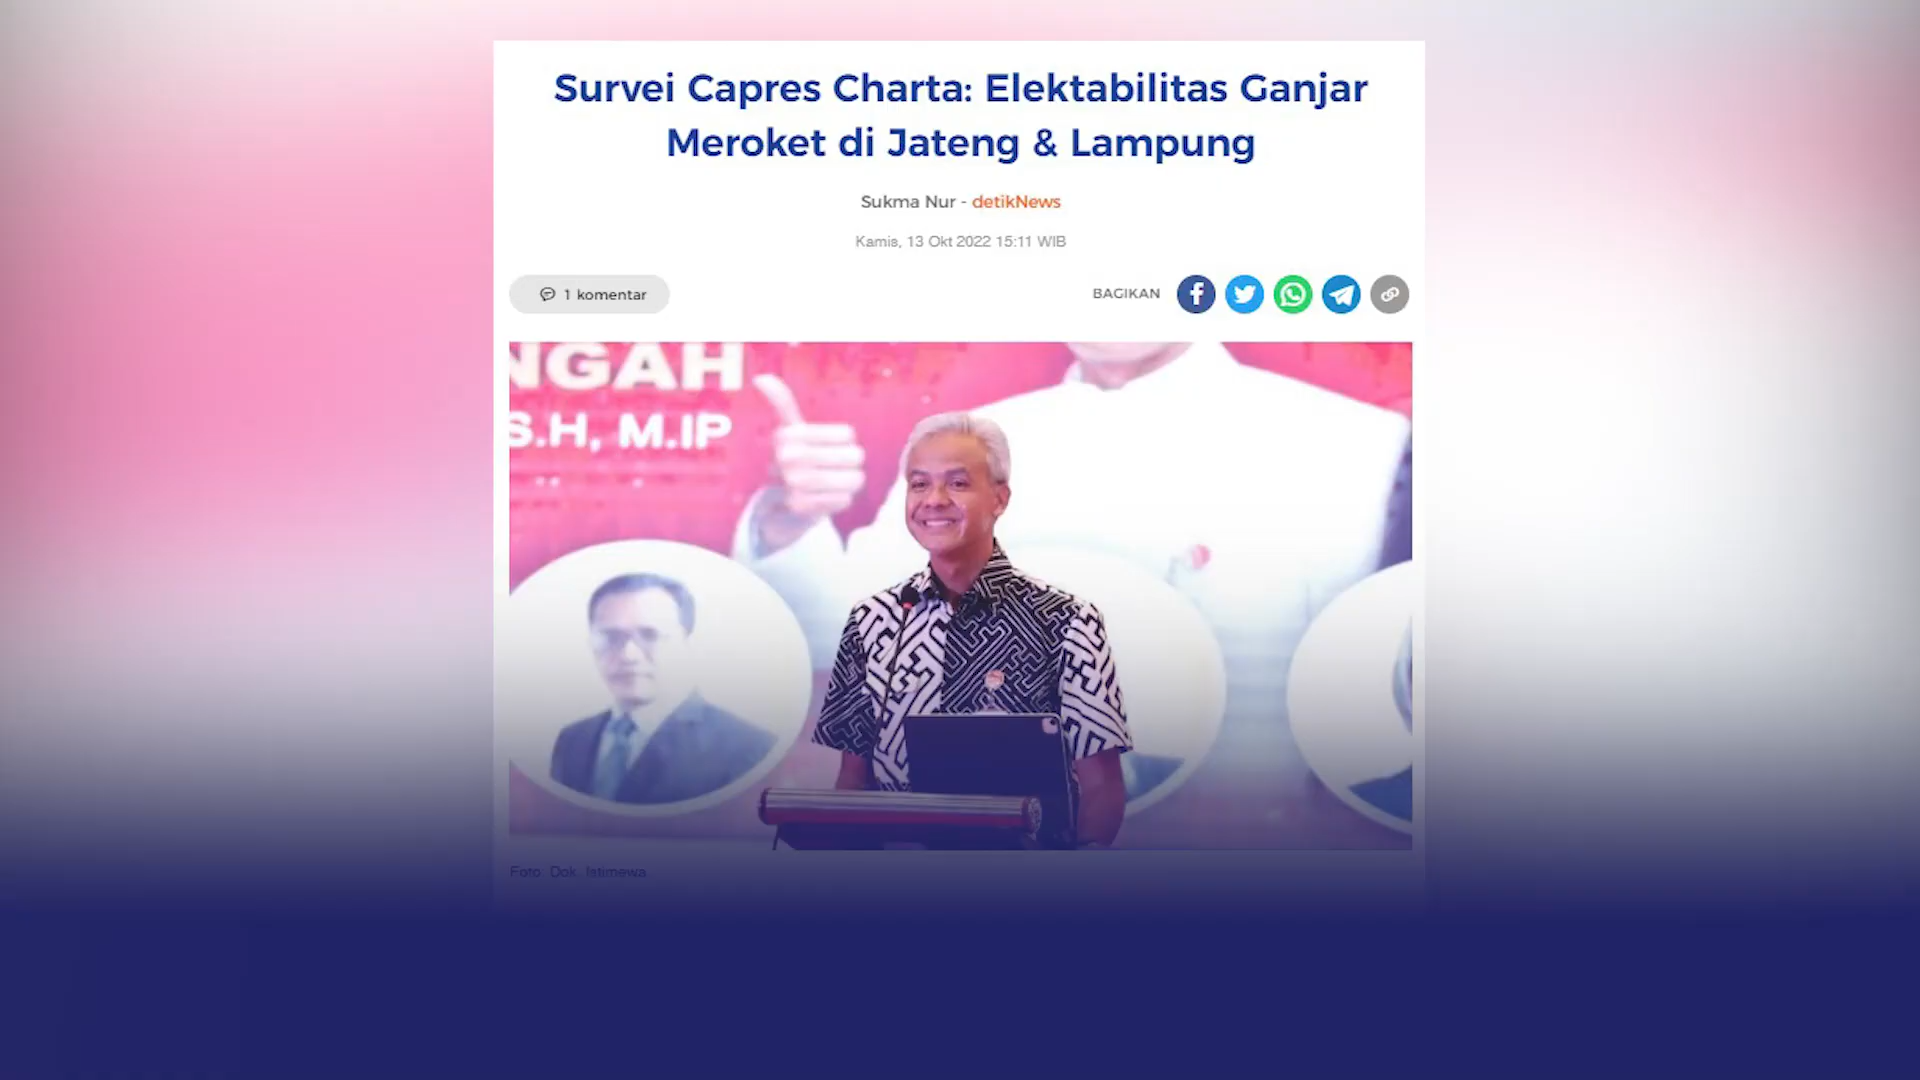 Survei Capres Charta: Elektabilitas Ganjar
Meroket di Jateng & Lampung
Sukma Nur - detikNews
Kamis, 13 Okt 2022 15:11 WIB
1 komentar
BAGIKAN
NGAH
S.H, M.IP
Foto: Dok. Istimewa